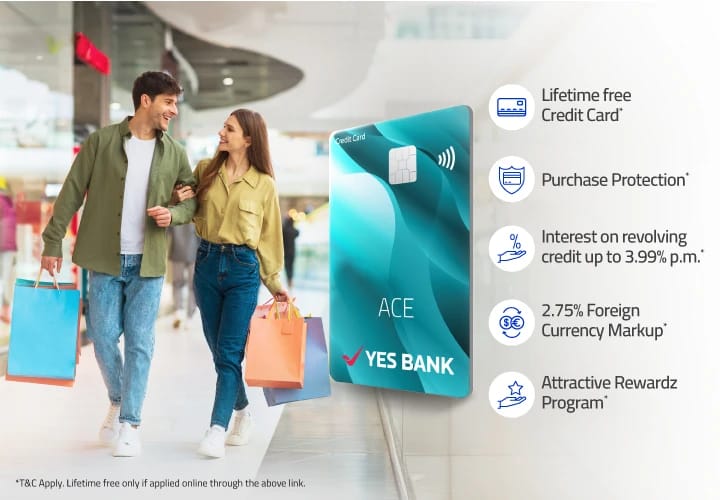 Lifetime free
Credit Card*
Credit Card
Purchase Protection*
%
Interest on revolving
credit up to 3.99% p.m.*
ACE
2.75% Foreign
Currency Markup*
$€
YES BANK
Attractive Rewardz
Program*
*T&C Apply. Lifetime free only if applied online through the above link.